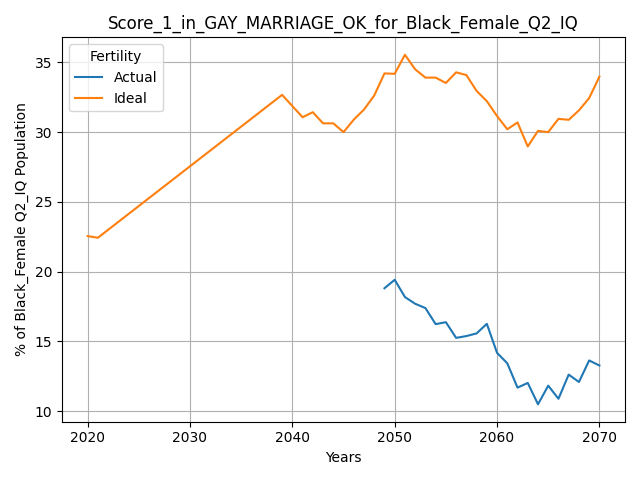 Score_1_in_GAY_MARRIAGE_OK_for_Black_Female_Q2_IQ
Fertility
Actual
Ideal
% of Black_Female Q2_IQ Population
35
30
25
20
15
10
2020 2030 2040 2050 2060 2070
Years